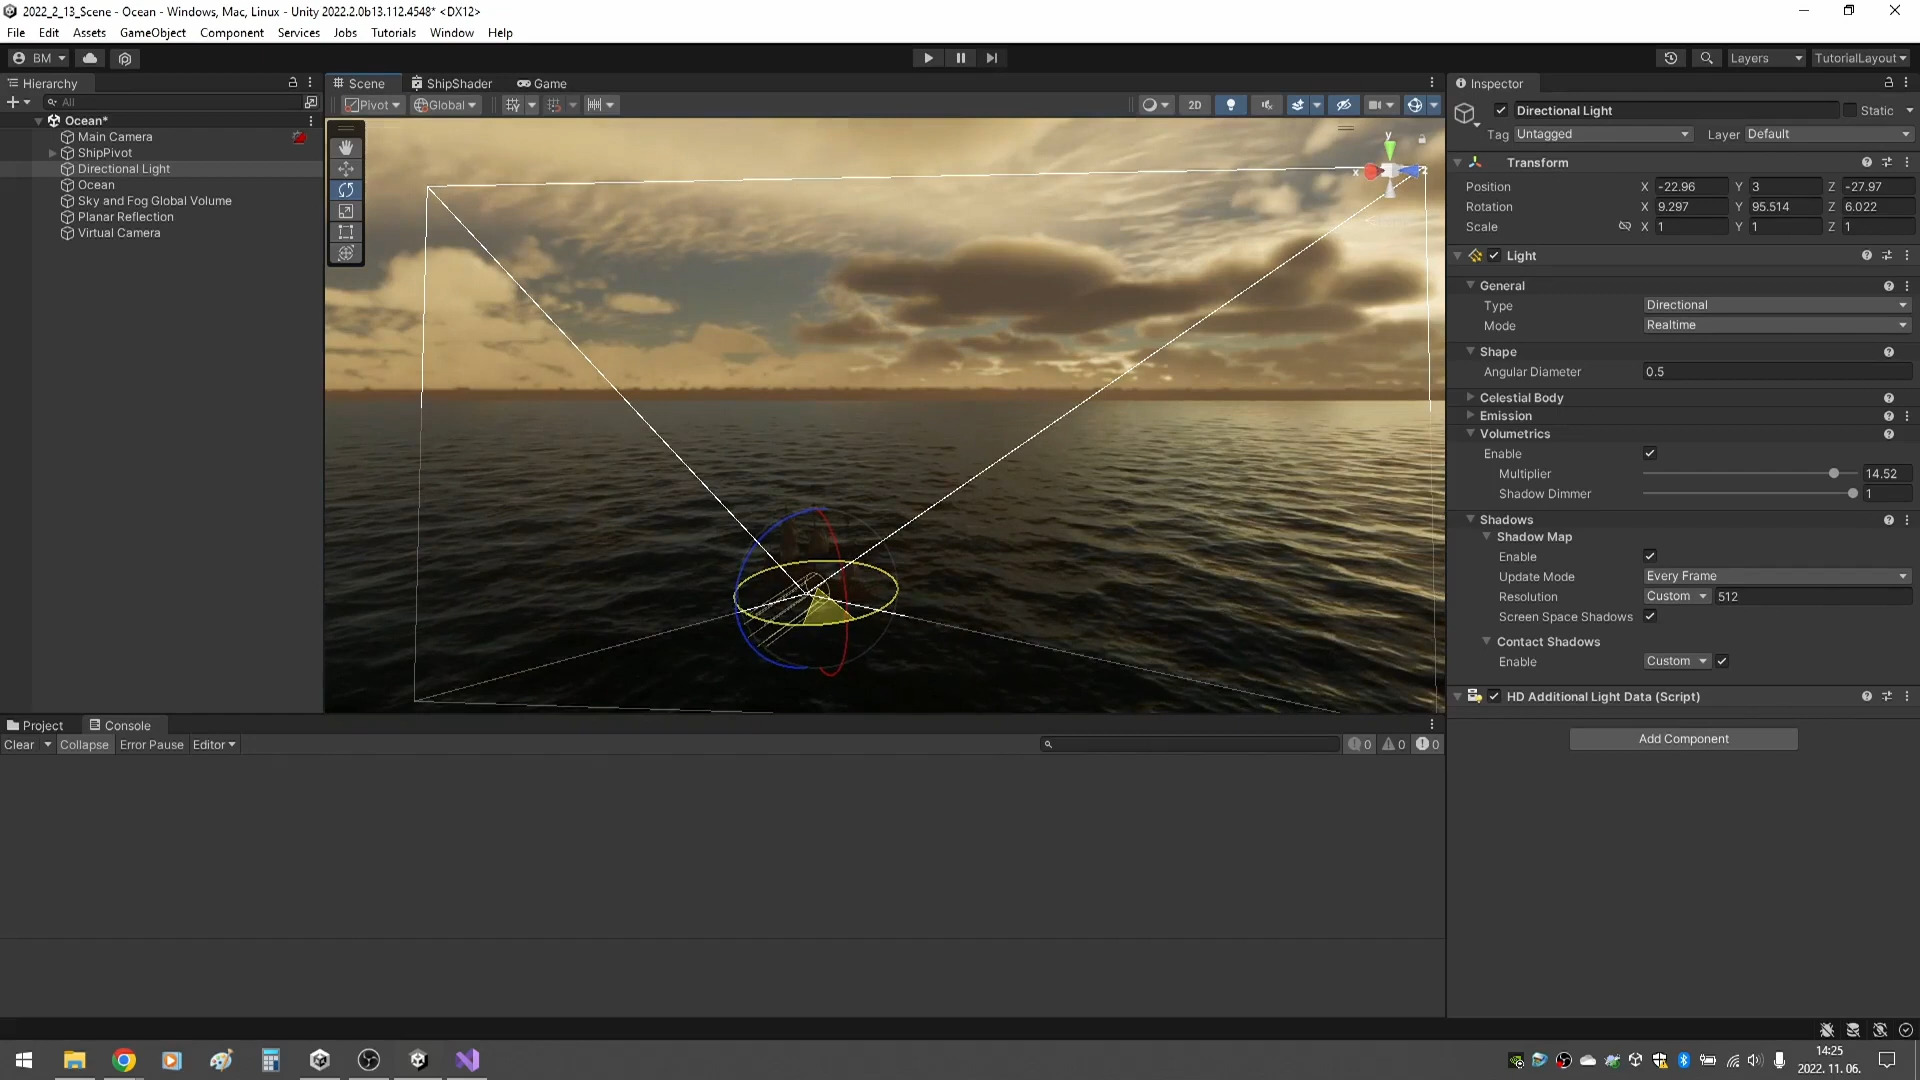 2022_2_13_Scene - Ocean - Windows, Mac, Linux - Unity 2022.2.0b13.112.4548* <DX12>
File Edit Assets GameObject Component Services Jobs Tutorials Window Help
BM Layers TutorialLayout
Hierarchy
All
Ocean*
Main Camera
ShipPivot
Directional Light
Ocean
Sky and Fog Global Volume
Planar Reflection
Virtual Camera
Scene ShipShader Game
Pivot Global 2D
y
x z
Inspector
Directional Light Static
Tag Untagged Layer Default
Transform
Position X -22.96 Y 3 Z -27.97
Rotation X 9.297 Y 95.514 Z 6.022
Scale X 1 Y 1 Z 1
Light
General
Type Directional
Mode Realtime
Shape
Angular Diameter 0.5
Celestial Body
Emission
Volumetrics
Enable
Multiplier 14.52
Shadow Dimmer 1
Shadows
Shadow Map
Enable
Update Mode Every Frame
Resolution Custom 512
Screen Space Shadows
Contact Shadows
Enable Custom
HD Additional Light Data (Script)
Add Component
Project Console
Clear Collapse Error Pause Editor 0 0 0
14:25
2022. 11. 06.